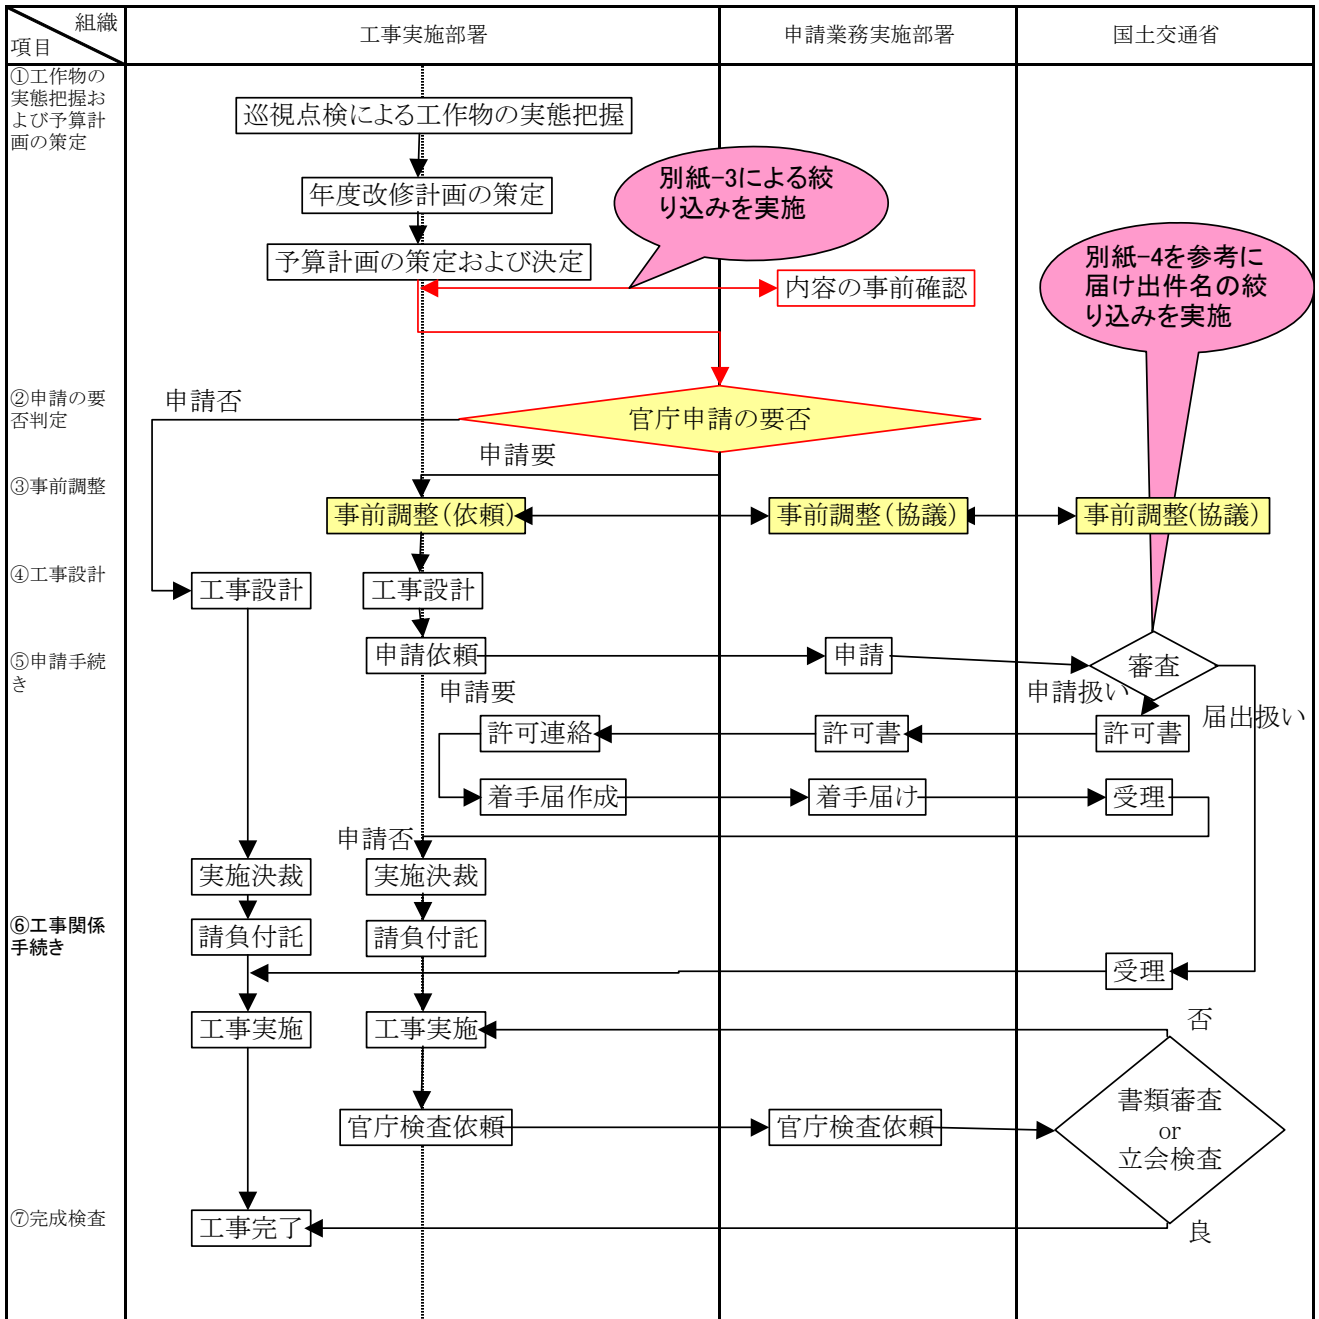 組織
項目
工事実施部署
申請業務実施部署
国土交通省
①工作物の
実態把握お
よび予算計
画の策定
巡視点検による工作物の実態把握
年度改修計画の策定
予算計画の策定および決定
別紙-3による絞
り込みを実施
内容の事前確認
別紙-4を参考に
届け出件名の絞
り込みを実施
②申請の要
否判定
申請否
官庁申請の要否
申請要
③事前調整
事前調整(依頼)
事前調整(協議)
事前調整(協議)
④工事設計
工事設計
工事設計
⑤申請手続
き
申請依頼
申請
審査
申請要
申請扱い
届出扱い
許可連絡
許可書
許可書
着手届作成
着手届け
受理
申請否
実施決裁
実施決裁
⑥工事関係
手続き
請負付託
請負付託
受理
工事実施
工事実施
否
官庁検査依頼
官庁検査依頼
書類審査
or
立会検査
⑦完成検査
工事完了
良